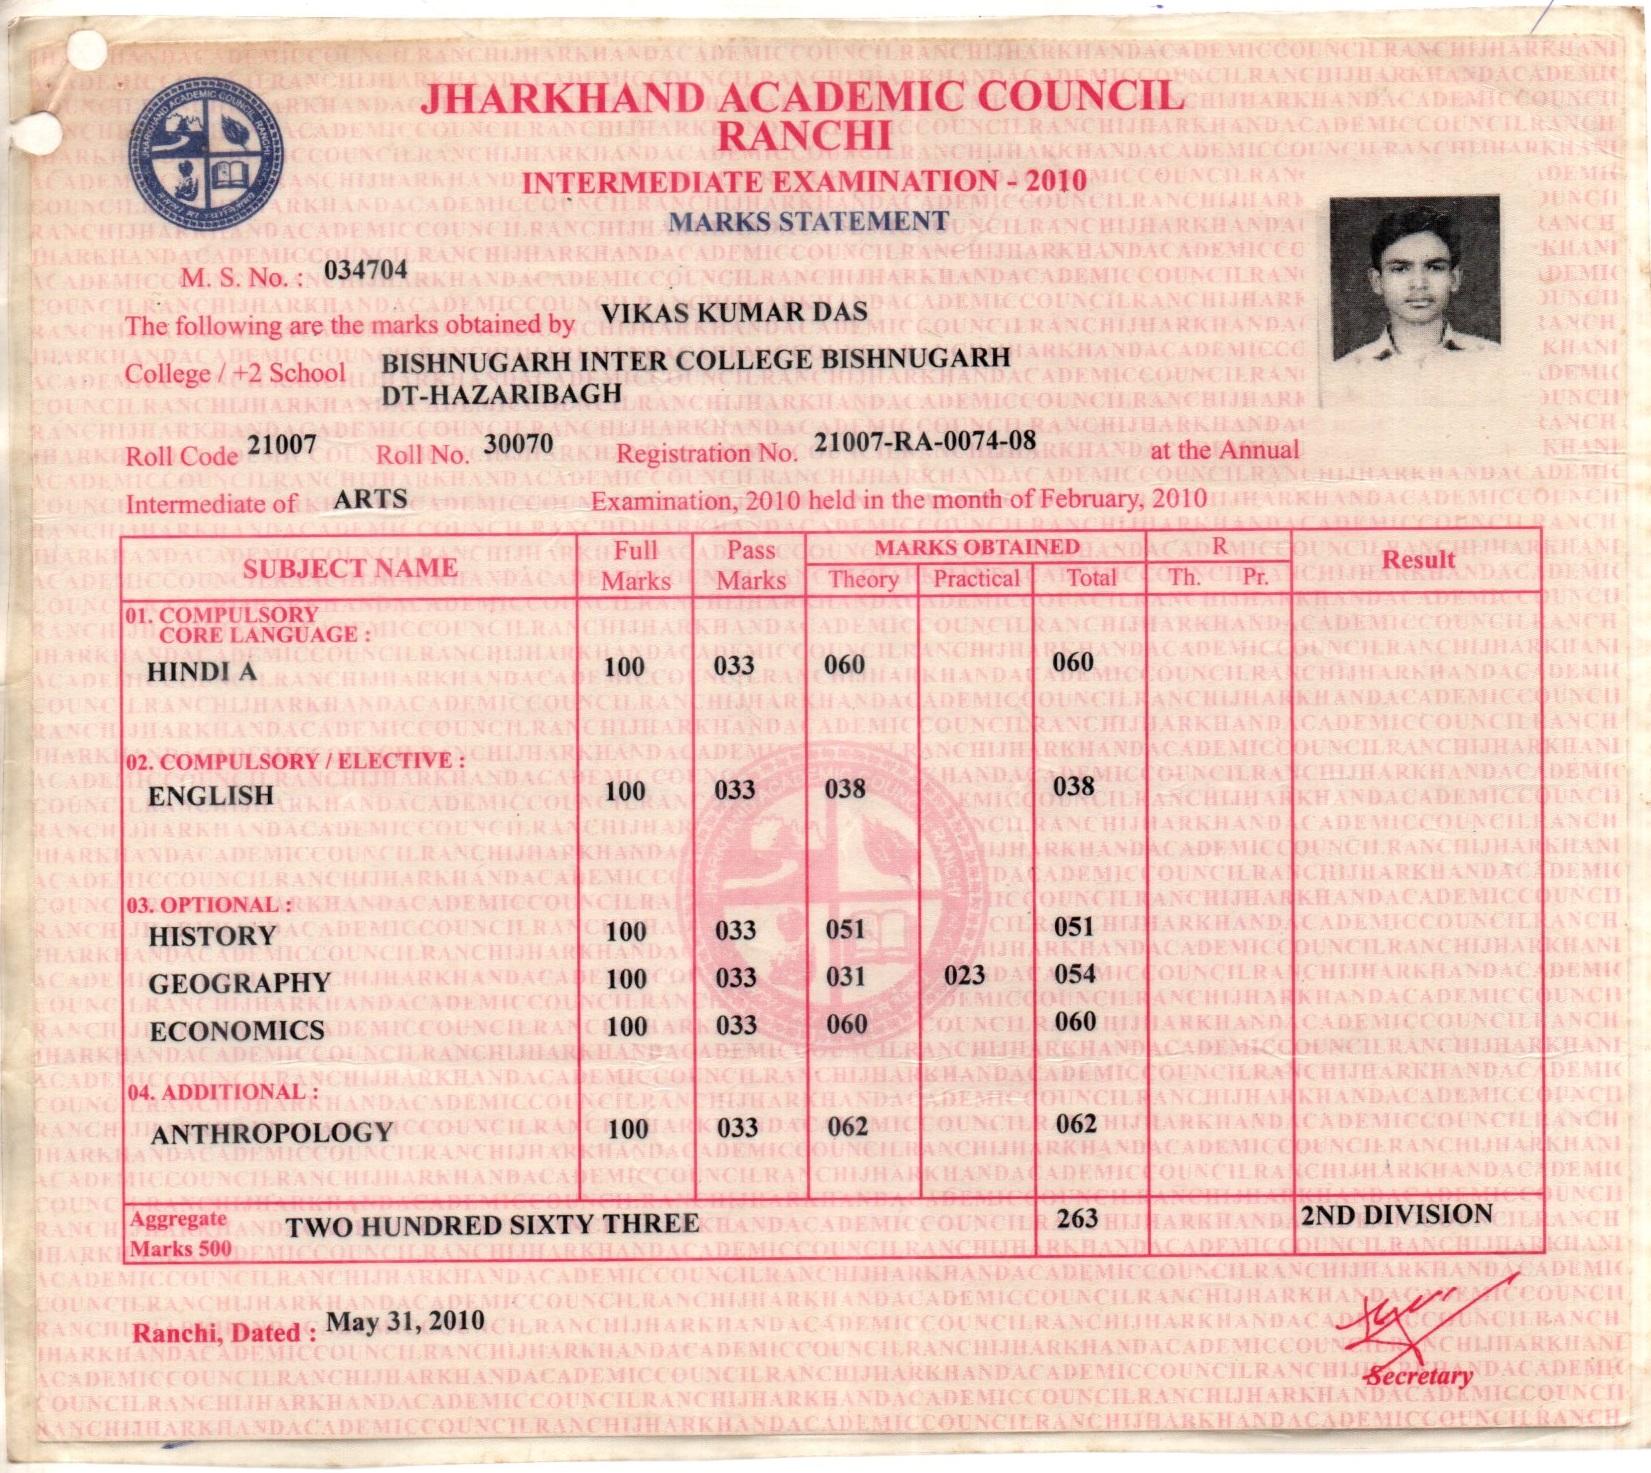 JHARKHAND ACADEMIC COUNCIL
RANCHI
INTERMEDIATE EXAMINATION - 2010
MARKS STATEMENT
M. S. No. : 034704
The following are the marks obtained by VIKAS KUMAR DAS
College / +2 School BISHNUGARH INTER COLLEGE BISHNUGARH
DT-HAZARIBAGH
Roll Code 21007 Roll No. 30070 Registration No. 21007-RA-0074-08 at the Annual
Intermediate of ARTS Examination, 2010 held in the month of February, 2010
SUBJECT NAME Full Marks Pass Marks MARKS OBTAINED R Result
Theory Practical Total Th. Pr.
01. COMPULSORY
CORE LANGUAGE :
HINDI A 100 033 060 060
02. COMPULSORY / ELECTIVE :
ENGLISH 100 033 038 038
03. OPTIONAL :
HISTORY 100 033 051 051
GEOGRAPHY 100 033 031 023 054
ECONOMICS 100 033 060 060
04. ADDITIONAL :
ANTHROPOLOGY 100 033 062 062
Aggregate
Marks 500 TWO HUNDRED SIXTY THREE 263 2ND DIVISION
Ranchi, Dated : May 31, 2010
Secretary